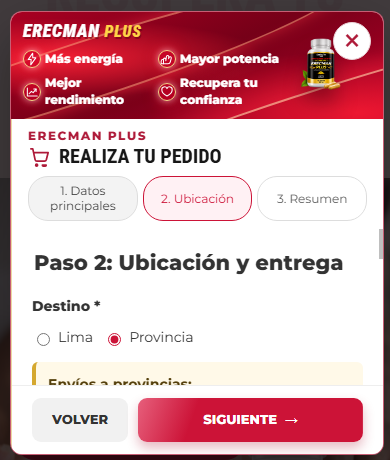 ERECMAN PLUS
Más energía
Mayor potencia
Mejor
rendimiento
Recupera tu
confianza
ERECMAN PLUS
REALIZA TU PEDIDO
1. Datos
principales
2. Ubicación
3. Resumen
Paso 2: Ubicación y entrega
Destino *
Lima
Provincia
Envíos a provincias:
VOLVER
SIGUIENTE →